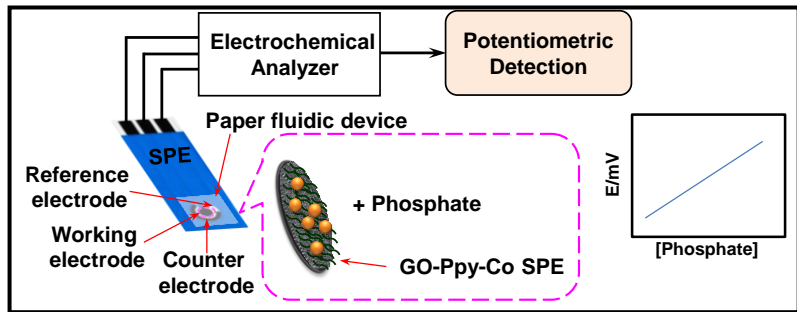 Electrochemical
Analyzer
Potentiometric
Detection
Paper fluidic device
SPE
Reference
electrode
Working
electrode
Counter
electrode
+ Phosphate
GO-Ppy-Co SPE
E/mV
[Phosphate]